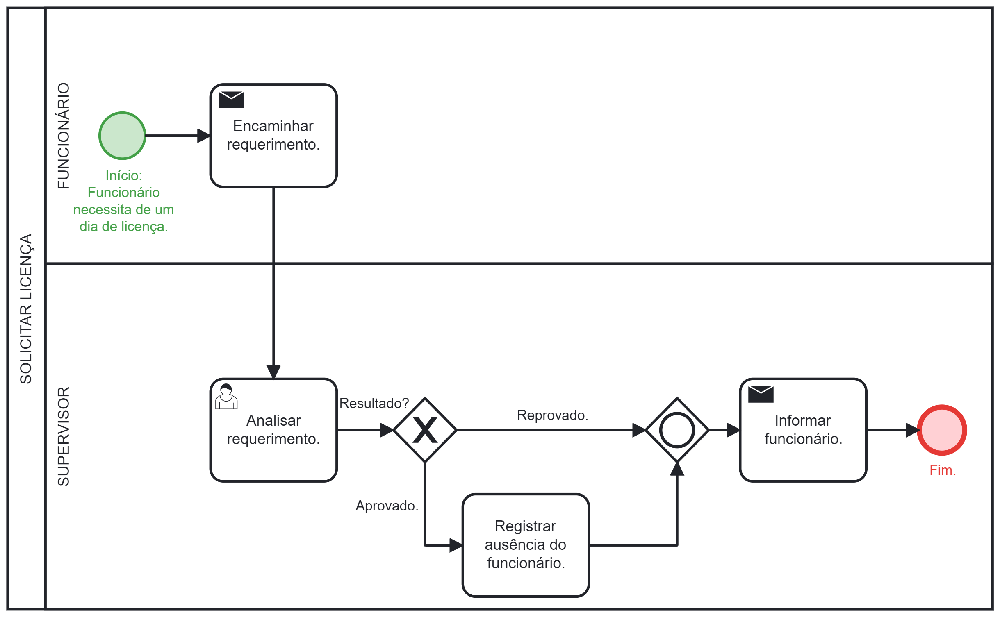 SOLICITAR LICENÇA
FUNCIONÁRIO
Início:
Funcionário
necessita de um
dia de licença.
Encaminhar
requerimento.
SUPERVISOR
Analisar
requerimento.
Resultado?
Reprovado.
Aprovado.
Registrar
ausência do
funcionário.
Informar
funcionário.
Fim.